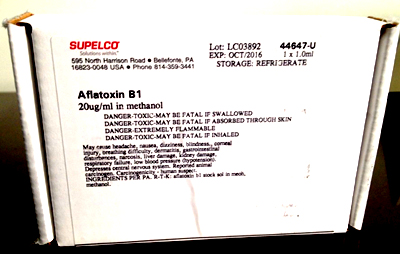 SUPELCO
Solutions within
595 North Harrison Road • Bellefonte, PA
16823-0048 USA • Phone 814-359-3441
Lot: LC03892 44647-U
EXP: OCT/2016 1 x 1.0ml
STORAGE: REFRIGERATE
Aflatoxin B1
20ug/ml in methanol
DANGER-TOXIC-MAY BE FATAL IF SWALLOWED
DANGER-TOXIC-MAY BE FATAL IF ABSORBED THROUGH SKIN
DANGER-EXTREMELY FLAMMABLE
DANGER-TOXIC-MAY BE FATAL IF INHALED
May cause headache, nausea, dizziness, blindness, corneal
injury, breathing difficulty, dermatitis, gastrointestinal
disturbences, narcosis, liver damage, kidney damage,
respiratory failure, low blood pressure (hypotension).
Depresses central nervous system. Reported animal
carcinogen. Carcinogenicity - human suspect.
INGREDIENTS PER PA. R-T-K: aflatoxin b1 stock sol in meoh,
methanol.